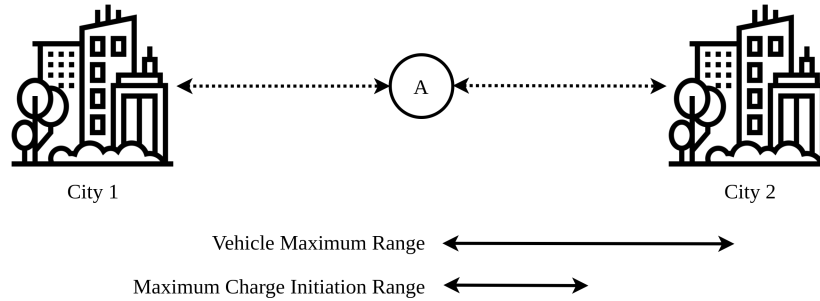 A
City 1
City 2
Vehicle Maximum Range
Maximum Charge Initiation Range